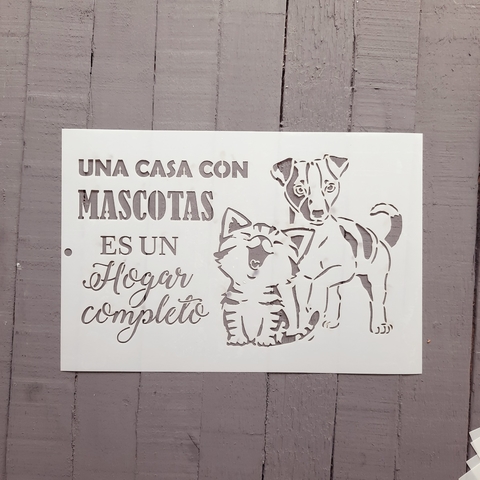 UNA CASA CON
MASCOTAS
ES UN
Hogar
completo